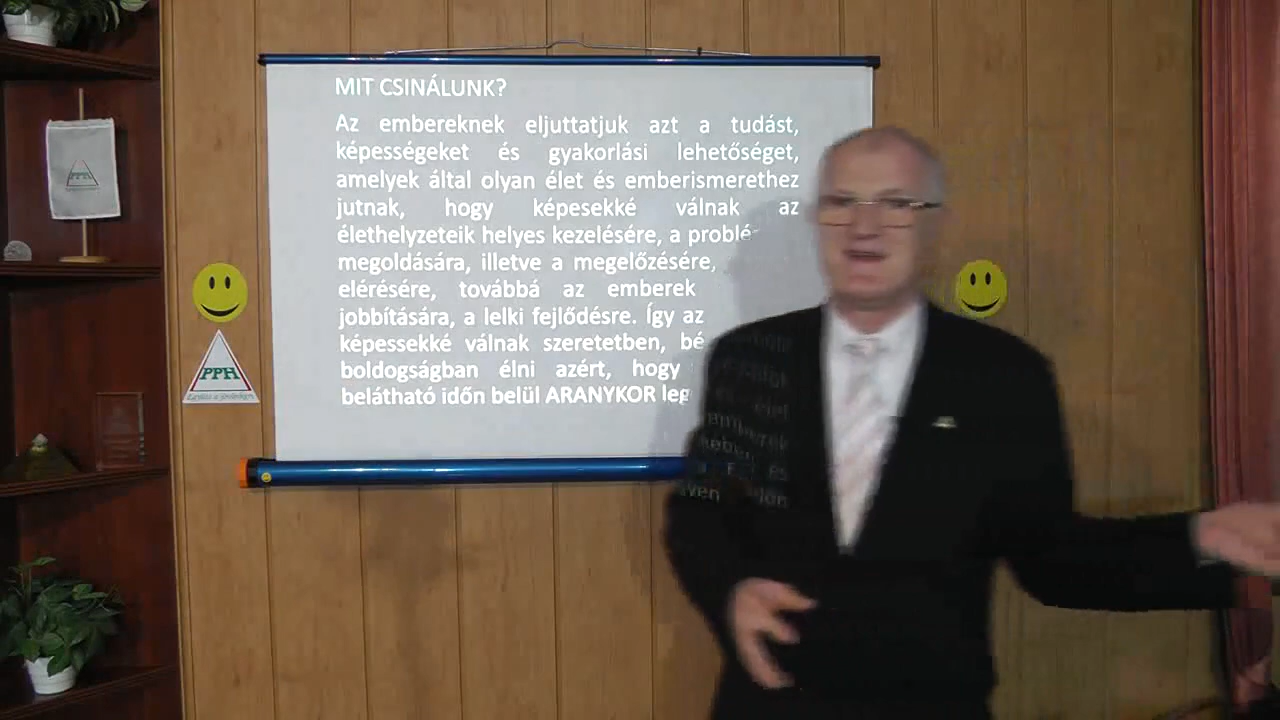 MIT CSINÁLUNK?
Az embereknek eljuttatjuk azt a tudást,
képességeket és gyakorlási lehetőséget,
amelyek által olyan élet és emberismerethez
jutnak, hogy képesekké válnak az
élethelyzeteik helyes kezelésére, a problé
megoldására, illetve a megelőzésére,
elérésére, továbbá az emberek
jobbítására, a lelki fejlődésre. Így az
képessekké válnak szeretetben, bé
boldogságban élni azért, hogy
belátható időn belül ARANYKOR leg
PPH